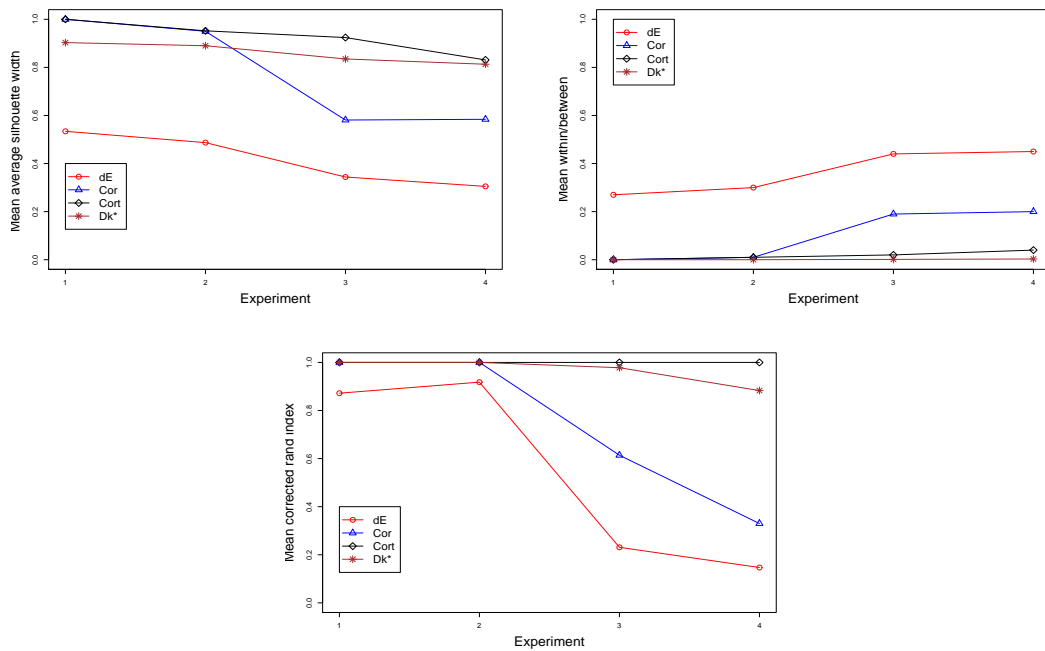 Mean average silhouette width
1.0
0.8
0.6
0.4
0.2
0.0
dE
Cor
Cort
Dk*
1 2 3 4
Experiment
Mean within/between
1.0
0.8
0.6
0.4
0.2
0.0
dE
Cor
Cort
Dk*
1 2 3 4
Experiment
Mean corrected rand index
1.0
0.8
0.6
0.4
0.2
0.0
dE
Cor
Cort
Dk*
1 2 3 4
Experiment